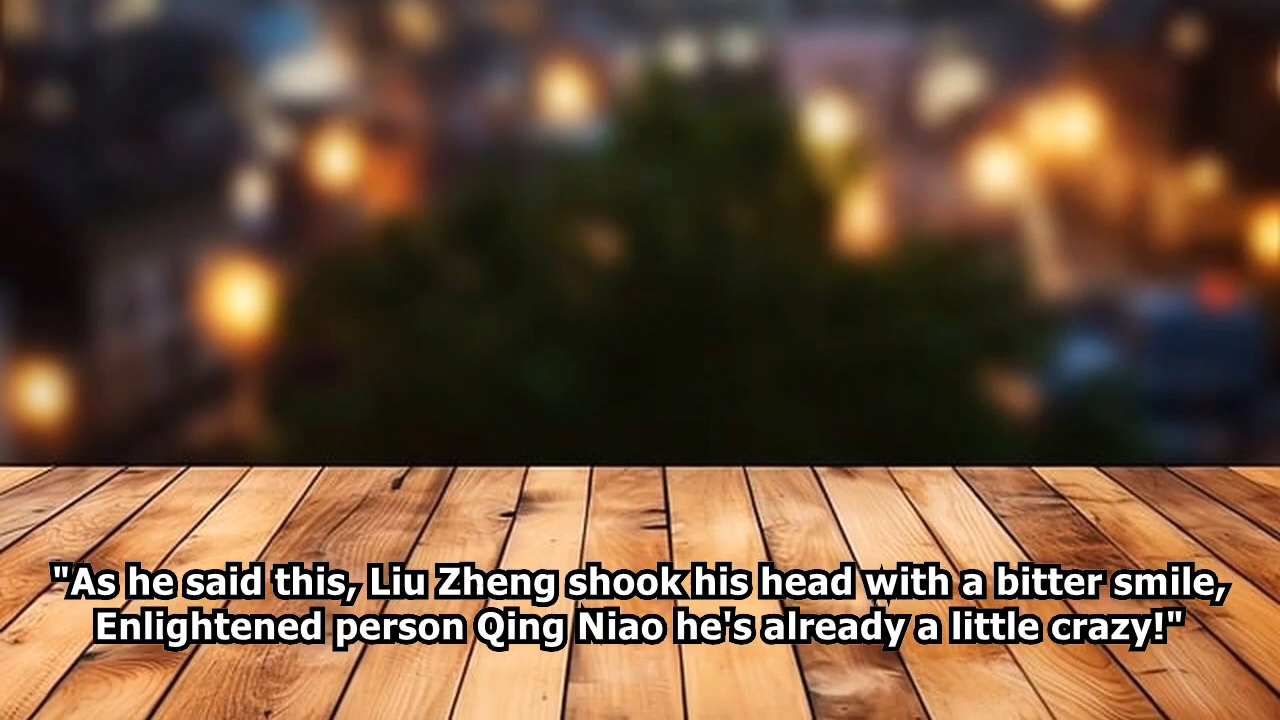 "As he said this, Liu Zheng shook his head with a bitter smile,
Enlightened person Qing Niao he's already a little crazy!"